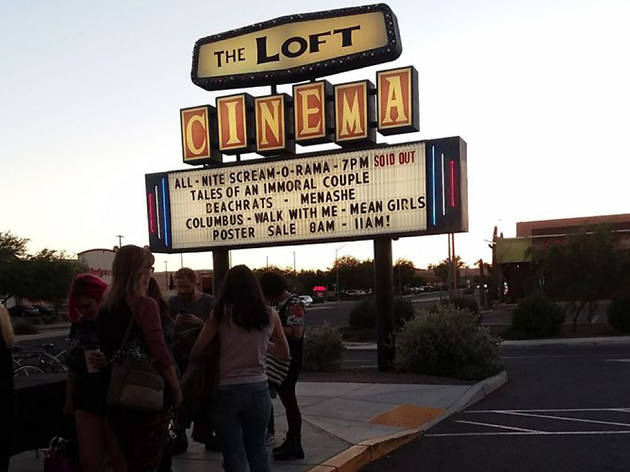 THE LOFT
CINEMA
ALL - NITE SCREAM-O-RAMA - 7PM SOLD OUT
TALES OF AN IMMORAL COUPLE
BEACHRATS - MENASHE
COLUMBUS - WALK WITH ME - MEAN GIRLS
POSTER SALE 8AM - 11AM!